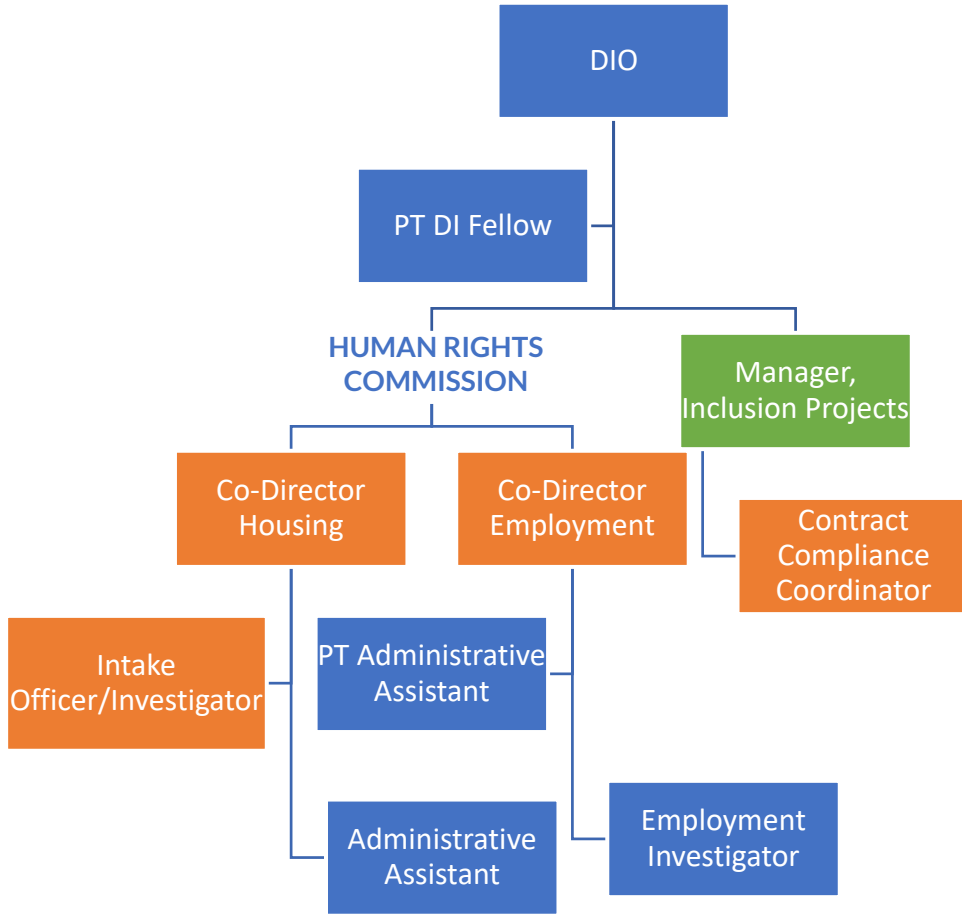 DIO
PT DI Fellow
HUMAN RIGHTS
COMMISSION
Manager,
Inclusion Projects
Co-Director
Housing
Co-Director
Employment
Contract
Compliance
Coordinator
Intake
Officer/Investigator
PT Administrative
Assistant
Administrative
Assistant
Employment
Investigator